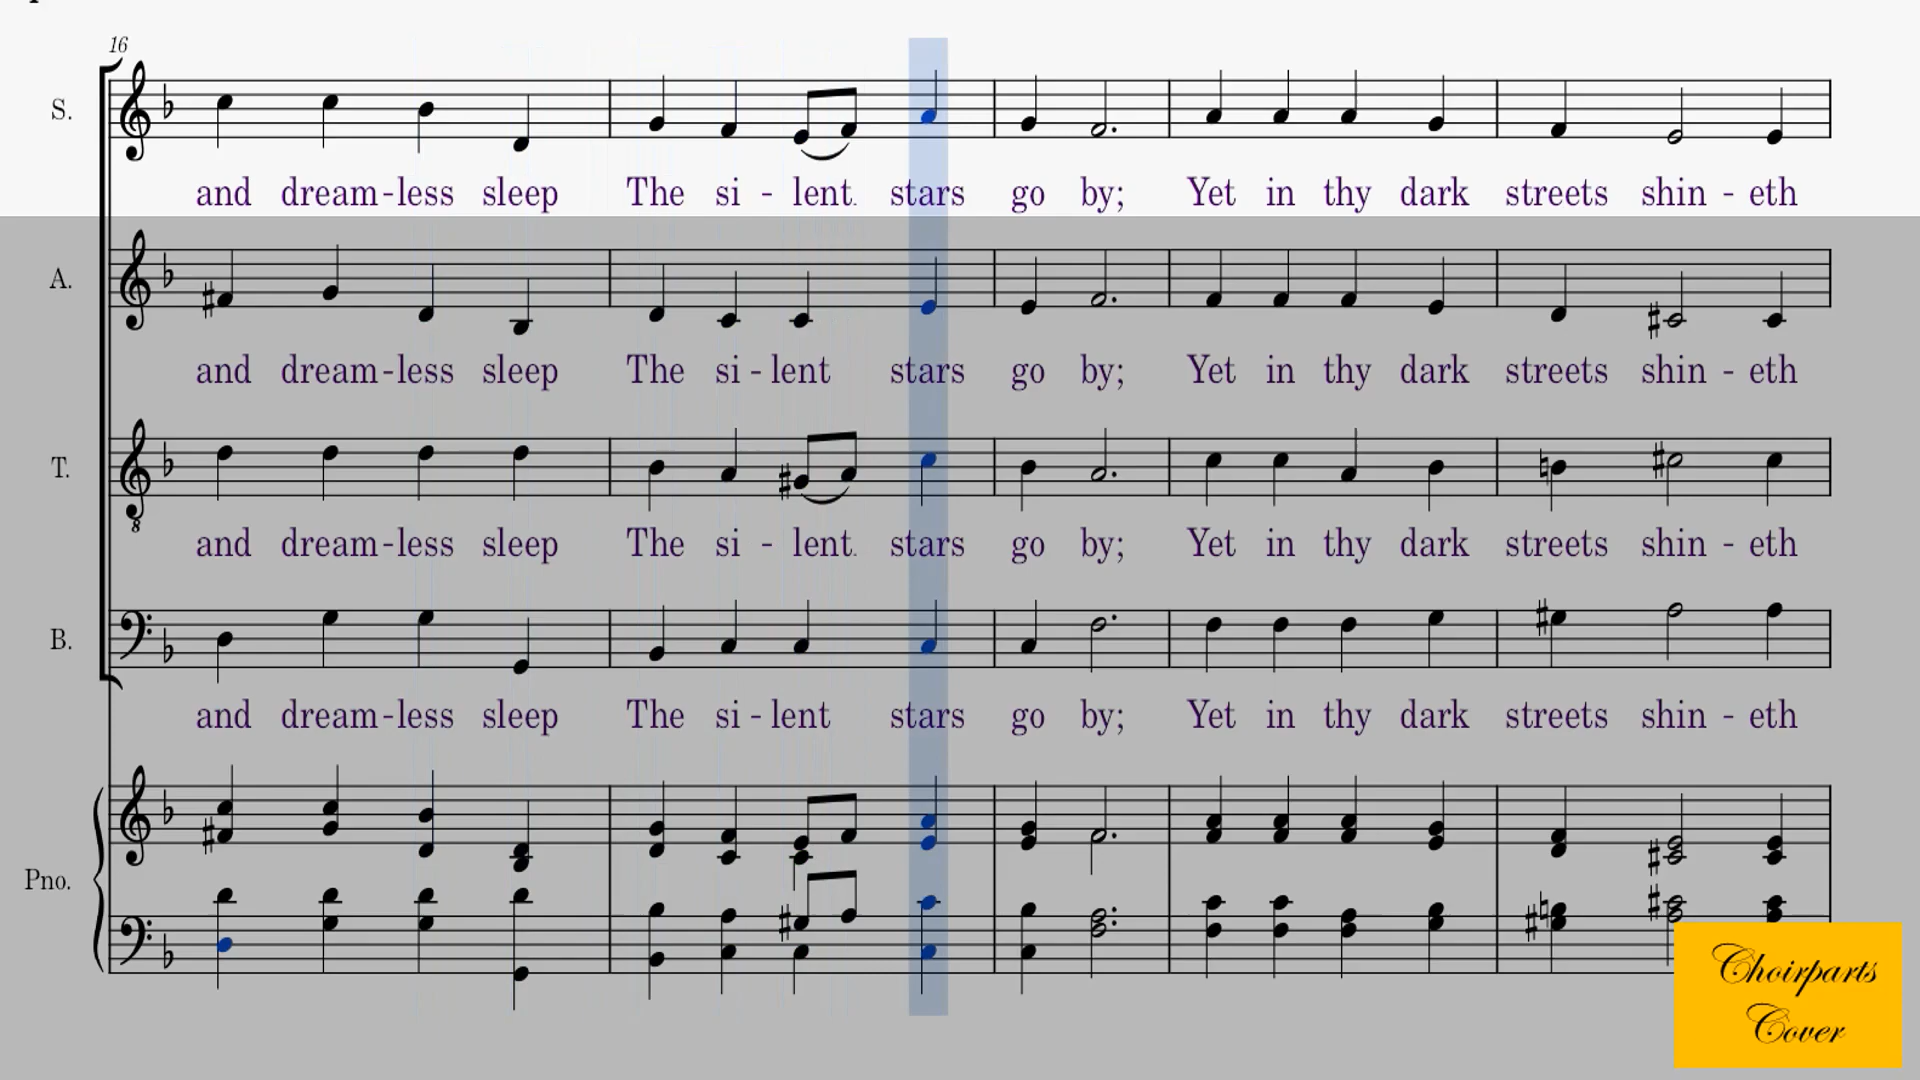 16
S.
and dream-less sleep The si - lent. stars go by; Yet in thy dark streets shin - eth
A.
and dream-less sleep The si - lent stars go by; Yet in thy dark streets shin - eth
T.
8
and dream-less sleep The si - lent. stars go by; Yet in thy dark streets shin - eth
B.
and dream-less sleep The si - lent stars go by; Yet in thy dark streets shin - eth
Pno.
Choirparts
Cover